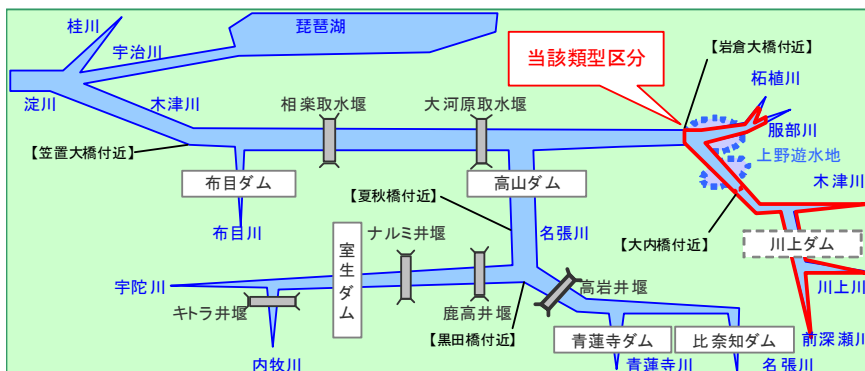 桂川
宇治川
琵琶湖
当該類型区分
【岩倉大橋付近】
柘植川
淀川
木津川
相楽取水堰
大河原取水堰
服部川
上野遊水地
【笠置大橋付近】
布目ダム
高山ダム
木津川
【夏秋橋付近】
布目川
室生ダム
ナルミ井堰
名張川
【大内橋付近】
川上ダム
宇陀川
キトラ井堰
鹿高井堰
高岩井堰
川上川
内牧川
【黒田橋付近】
青蓮寺ダム
比奈知ダム
前深瀬川
青蓮寺川
名張川